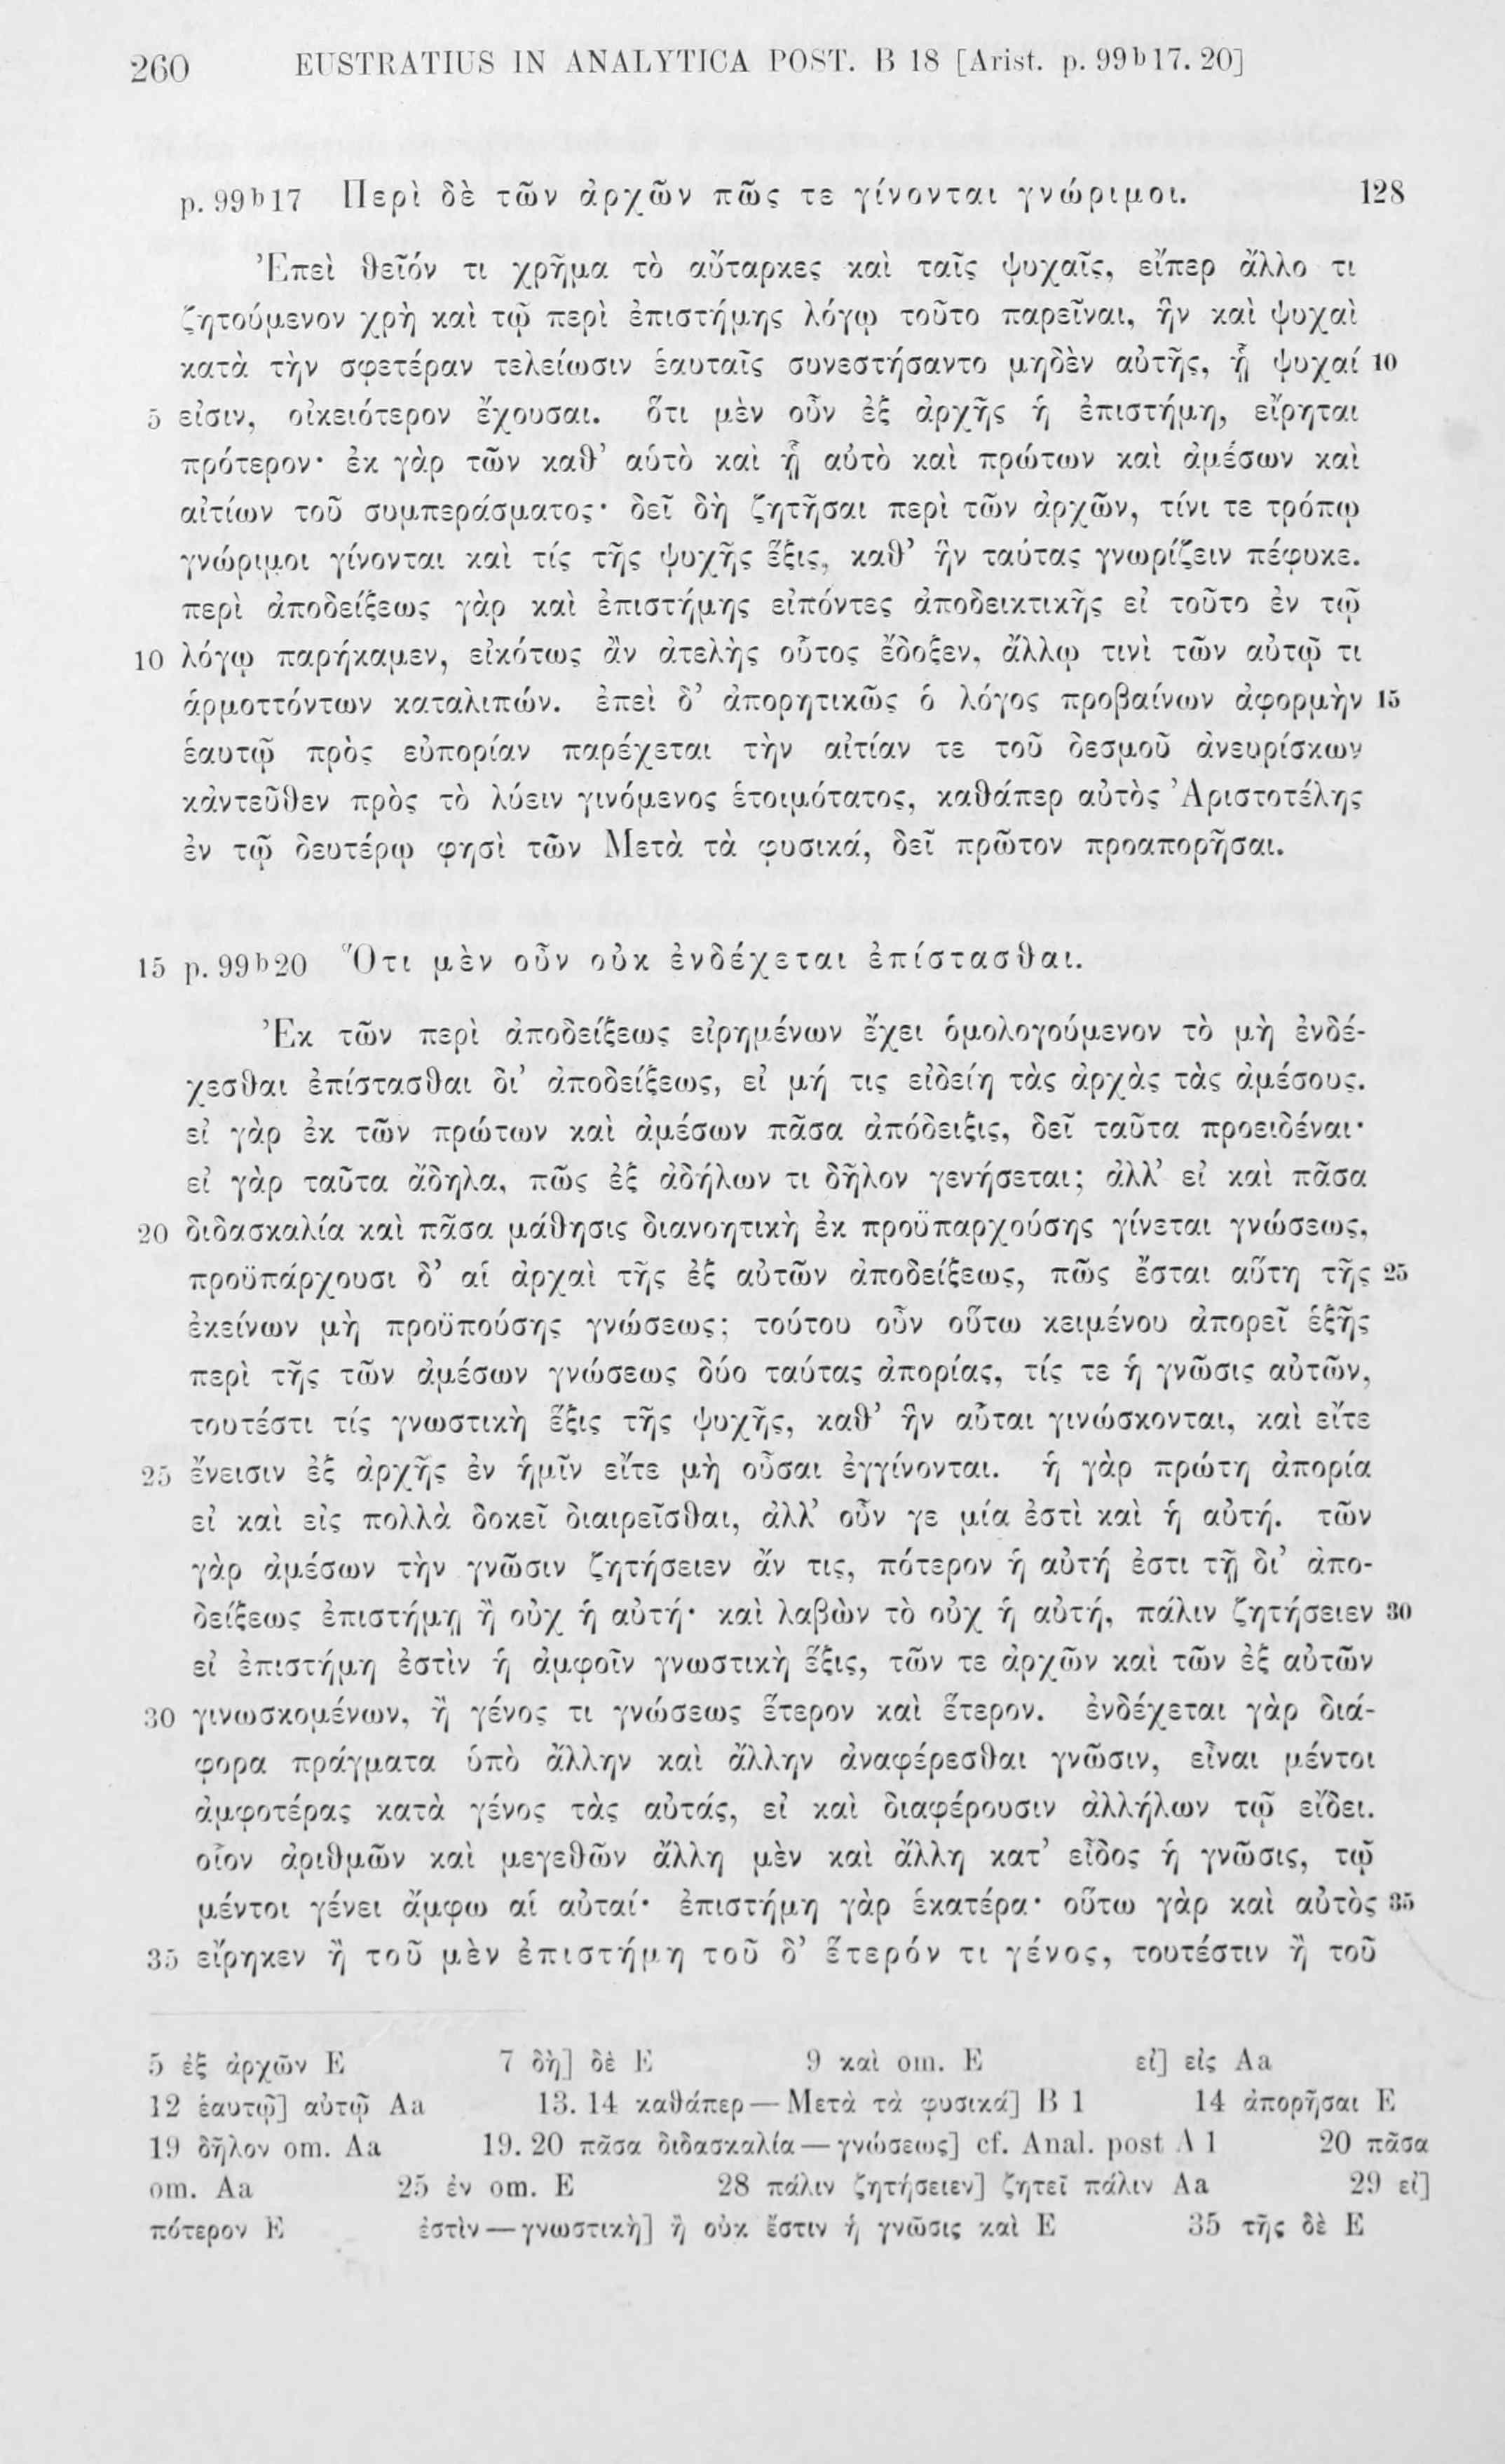 260 EUSTRATIUS IN ANALYTICA POST. B 18 [Arist. p. 99b17. 20]
p. 99b17 Περὶ δὲ τῶν ἀρχῶν πῶς τε γίνονται γνώριμοι. 128
Ἐπεὶ θεῖόν τι χρῆμα τὸ αὔταρκες καὶ ταῖς ψυχαῖς, εἴπερ ἄλλο τι
ζητούμενον χρὴ καὶ τῷ περὶ ἐπιστήμης λόγῳ τοῦτο παρεῖναι, ἣν καὶ ψυχαὶ
κατὰ τὴν σφετέραν τελείωσιν ἑαυταῖς συνεστήσαντο μηδὲν αὐτῆς, ᾗ ψυχαί 10
5 εἰσιν, οἰκειότερον ἔχουσαι. ὅτι μὲν οὖν ἐξ ἀρχῆς ἡ ἐπιστήμη, εἴρηται
πρότερον· ἐκ γὰρ τῶν καθ’ αὑτὸ καὶ ᾗ αὐτὸ καὶ πρώτων καὶ ἀμέσων καὶ
αἰτίων τοῦ συμπεράσματος· δεῖ δὴ ζητῆσαι περὶ τῶν ἀρχῶν, τίνι τε τρόπῳ
γνώριμοι γίνονται καὶ τίς τῆς ψυχῆς ἕξις, καθ’ ἣν ταύτας γνωρίζειν πέφυκε.
περὶ ἀποδείξεως γὰρ καὶ ἐπιστήμης εἰπόντες ἀποδεικτικῆς εἰ τοῦτο ἐν τῷ
10 λόγῳ παρήκαμεν, εἰκότως ἂν ἀτελὴς οὗτος ἔδοξεν, ἄλλῳ τινὶ τῶν αὐτῷ τι
ἁρμοττόντων καταλιπών. ἐπεὶ δ’ ἀπορητικῶς ὁ λόγος προβαίνων ἀφορμὴν 15
ἑαυτῷ πρὸς εὐπορίαν παρέχεται τὴν αἰτίαν τε τοῦ δεσμοῦ ἀνευρίσκων
κἀντεῦθεν πρὸς τὸ λύειν γινόμενος ἑτοιμότατος, καθάπερ αὐτὸς Ἀριστοτέλης
ἐν τῷ δευτέρῳ φησὶ τῶν Μετὰ τὰ φυσικά, δεῖ πρῶτον προαπορῆσαι.
15 p. 99b20 Ὅτι μὲν οὖν οὐκ ἐνδέχεται ἐπίστασθαι.
Ἐκ τῶν περὶ ἀποδείξεως εἰρημένων ἔχει ὁμολογούμενον τὸ μὴ ἐνδέ-
χεσθαι ἐπίστασθαι δι’ ἀποδείξεως, εἰ μή τις εἰδείη τὰς ἀρχὰς τὰς ἀμέσους.
εἰ γὰρ ἐκ τῶν πρώτων καὶ ἀμέσων πᾶσα ἀπόδειξις, δεῖ ταῦτα προειδέναι·
εἰ γὰρ ταῦτα ἄδηλα, πῶς ἐξ ἀδήλων τι δῆλον γενήσεται; ἀλλ’ εἰ καὶ πᾶσα
20 διδασκαλία καὶ πᾶσα μάθησις διανοητικὴ ἐκ προϋπαρχούσης γίνεται γνώσεως,
προϋπάρχουσι δ’ αἱ ἀρχαὶ τῆς ἐξ αὐτῶν ἀποδείξεως, πῶς ἔσται αὕτη τῆς 25
ἐκείνων μὴ προϋπούσης γνώσεως; τούτου οὖν οὕτω κειμένου ἀπορεῖ ἑξῆς
περὶ τῆς τῶν ἀμέσων γνώσεως δύο ταύτας ἀπορίας, τίς τε ἡ γνῶσις αὐτῶν,
τουτέστι τίς γνωστικὴ ἕξις τῆς ψυχῆς, καθ’ ἣν αὗται γινώσκονται, καὶ εἴτε
25 ἔνεισιν ἐξ ἀρχῆς ἐν ἡμῖν εἴτε μὴ οὖσαι ἐγγίνονται. ἡ γὰρ πρώτη ἀπορία
εἰ καὶ εἰς πολλὰ δοκεῖ διαιρεῖσθαι, ἀλλ’ οὖν γε μία ἐστὶ καὶ ἡ αὐτή. τῶν
γὰρ ἀμέσων τὴν γνῶσιν ζητήσειεν ἄν τις, πότερον ἡ αὐτή ἐστι τῇ δι’ ἀπο-
δείξεως ἐπιστήμῃ ἢ οὐχ ἡ αὐτή· καὶ λαβὼν τὸ οὐχ ἡ αὐτή, πάλιν ζητήσειεν 30
εἰ ἐπιστήμη ἐστὶν ἡ ἀμφοῖν γνωστικὴ ἕξις, τῶν τε ἀρχῶν καὶ τῶν ἐξ αὐτῶν
30 γινωσκομένων, ἢ γένος τι γνώσεως ἕτερον καὶ ἕτερον. ἐνδέχεται γὰρ διά-
φορα πράγματα ὑπὸ ἄλλην καὶ ἄλλην ἀναφέρεσθαι γνῶσιν, εἶναι μέντοι
ἀμφοτέρας κατὰ γένος τὰς αὐτάς, εἰ καὶ διαφέρουσιν ἀλλήλων τῷ εἴδει.
οἷον ἀριθμῶν καὶ μεγεθῶν ἄλλη μὲν καὶ ἄλλη κατ’ εἶδος ἡ γνῶσις, τῷ
μέντοι γένει ἄμφω αἱ αὐταί· ἐπιστήμη γὰρ ἑκατέρα· οὕτω γὰρ καὶ αὐτὸς 35
35 εἴρηκεν ἢ τοῦ μὲν ἐπιστήμη τοῦ δ’ ἕτερόν τι γένος, τουτέστιν ἢ τοῦ
5 ἐξ ἀρχῶν E 7 δὴ] δὲ E 9 καὶ om. E εἰ] εἰς Aa
12 ἑαυτῷ] αὐτῷ Aa 13. 14 καθάπερ — Μετὰ τὰ φυσικά] B 1 14 ἀπορῆσαι E
19 δῆλον om. Aa 19. 20 πᾶσα διδασκαλία — γνώσεως] cf. Anal. post A 1 20 πᾶσα
om. Aa 25 ἐν om. E 28 πάλιν ζητήσειεν] ζητεῖ πάλιν Aa 29 εἰ]
πότερον E ἐστὶν — γνωστικὴ] ἢ οὐκ ἔστιν ἡ γνῶσις καὶ E 35 τῆς δὲ E